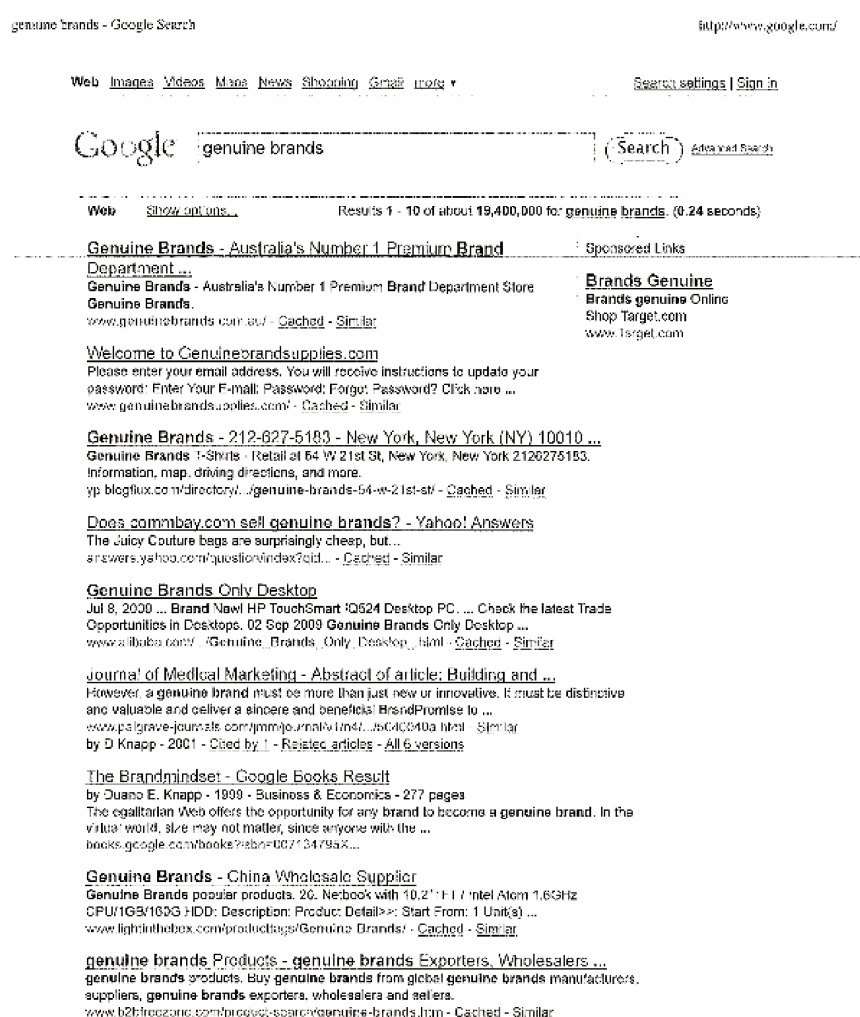 genuine brands - Google Search
http://www.google.com/
Web Images Videos Maps News Shopping Gmail more ▾
Search settings | Sign in
Google
genuine brands
Search
Advanced Search
Web Show options...
Results 1 - 10 of about 19,400,000 for genuine brands. (0.24 seconds)
Genuine Brands - Australia's Number 1 Premium Brand
Department ...
Genuine Brands - Australia's Number 1 Premium Brand Department Store
Genuine Brands.
www.genuinebrands.com.au/ - Cached - Similar
Sponsored Links
Brands Genuine
Brands genuine Online
Shop Target.com
www.Target.com
Welcome to Genuinebrandsupplies.com
Please enter your email address. You will receive instructions to update your
password: Enter Your E-mail: Password: Forgot Password? Click here ...
www.genuinebrandsupplies.com/ - Cached - Similar
Genuine Brands - 212-627-5183 - New York, New York (NY) 10010 ...
Genuine Brands T-Shirts - Retail at 54 W 21st St, New York, New York 2126275183.
Information, map, driving directions, and more.
yp.blogflux.com/directory/.../genuine-brands-54-w-21st-st/ - Cached - Similar
Does commbay.com sell genuine brands? - Yahoo! Answers
The Juicy Couture bags are surprisingly cheap, but...
answers.yahoo.com/question/index?qid... - Cached - Similar
Genuine Brands Only Desktop
Jul 8, 2000 ... Brand New! HP TouchSmart IQ524 Desktop PC. ... Check the latest Trade
Opportunities in Desktops. 02 Sep 2009 Genuine Brands Only Desktop ...
www.alibaba.com/.../Genuine_Brands_Only_Desktop_.html - Cached - Similar
Journal of Medical Marketing - Abstract of article: Building and ...
However, a genuine brand must be more than just new or innovative. It must be distinctive
and valuable and deliver a sincere and beneficial BrandPromise to ...
www.palgrave-journals.com/jmm/journal/v1/n4/.../5040040a.html - Similar
by D Knapp - 2001 - Cited by 1 - Related articles - All 6 versions
The Brandmindset - Google Books Result
by Duane E. Knapp - 1999 - Business & Economics - 277 pages
The egalitarian Web offers the opportunity for any brand to become a genuine brand. In the
virtual world, size may not matter, since anyone with the ...
books.google.com/books?isbn=007134795X...
Genuine Brands - China Wholesale Supplier
Genuine Brands popular products. 20. Netbook with 10.2" TFT / Intel Atom 1.6GHz
CPU/1GB/160G HDD: Description: Product Detail>>: Start From: 1 Unit(s) ...
www.lightinthebox.com/producttags/Genuine-Brands/ - Cached - Similar
genuine brands Products - genuine brands Exporters, Wholesalers ...
genuine brands products. Buy genuine brands from global genuine brands manufacturers,
suppliers, genuine brands exporters, wholesalers and sellers.
www.b2bfreezone.com/product-search/genuine-brands.htm - Cached - Similar